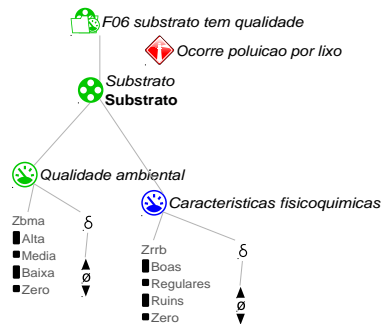 F06 substrato tem qualidade
Ocorre poluicao por lixo
Substrato
Substrato
Qualidade ambiental
Caracteristicas fisicoquimicas
Zbma
δ
Alta
Media
Baixa
Zero
ø
Zrrb
δ
Boas
Regulares
Ruins
Zero
ø